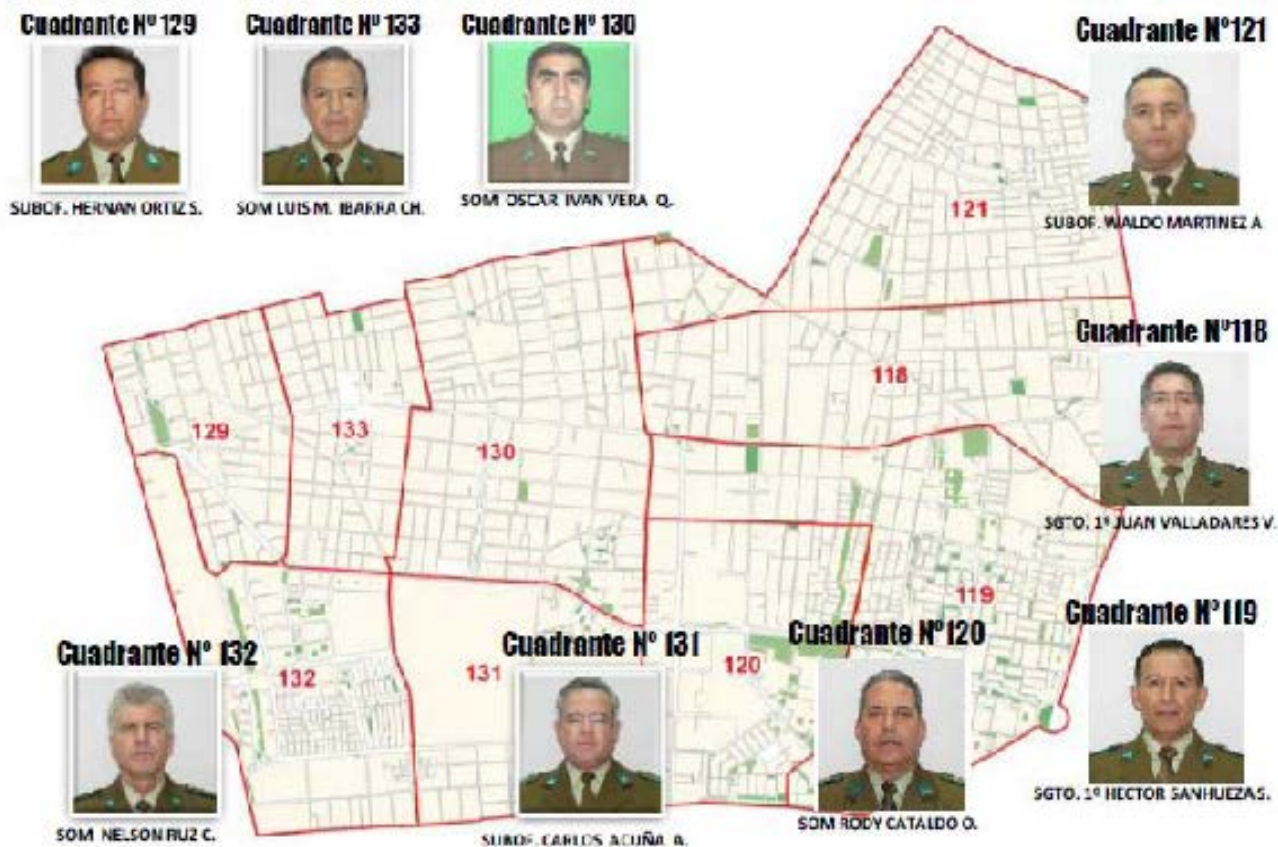 Cuadrante Nº 129
SUBOF. HERNAN ORTIZ S.
Cuadrante Nº 133
SOM LUIS M. IBARRA CH.
Cuadrante Nº 130
SOM OSCAR IVAN VERA Q.
Cuadrante Nº121
SUBOF. WALDO MARTINEZ A
121
Cuadrante Nº118
SGTO. 1º JUAN VALLADARES V.
118
129
133
130
119
Cuadrante Nº119
SGTO. 1º HECTOR SANHUEZA S.
Cuadrante Nº 132
132
SOM NELSON RUZ C.
131
Cuadrante Nº 131
SUBOF. CARLOS ACUÑA A.
120
Cuadrante Nº120
SOM RODY CATALDO O.